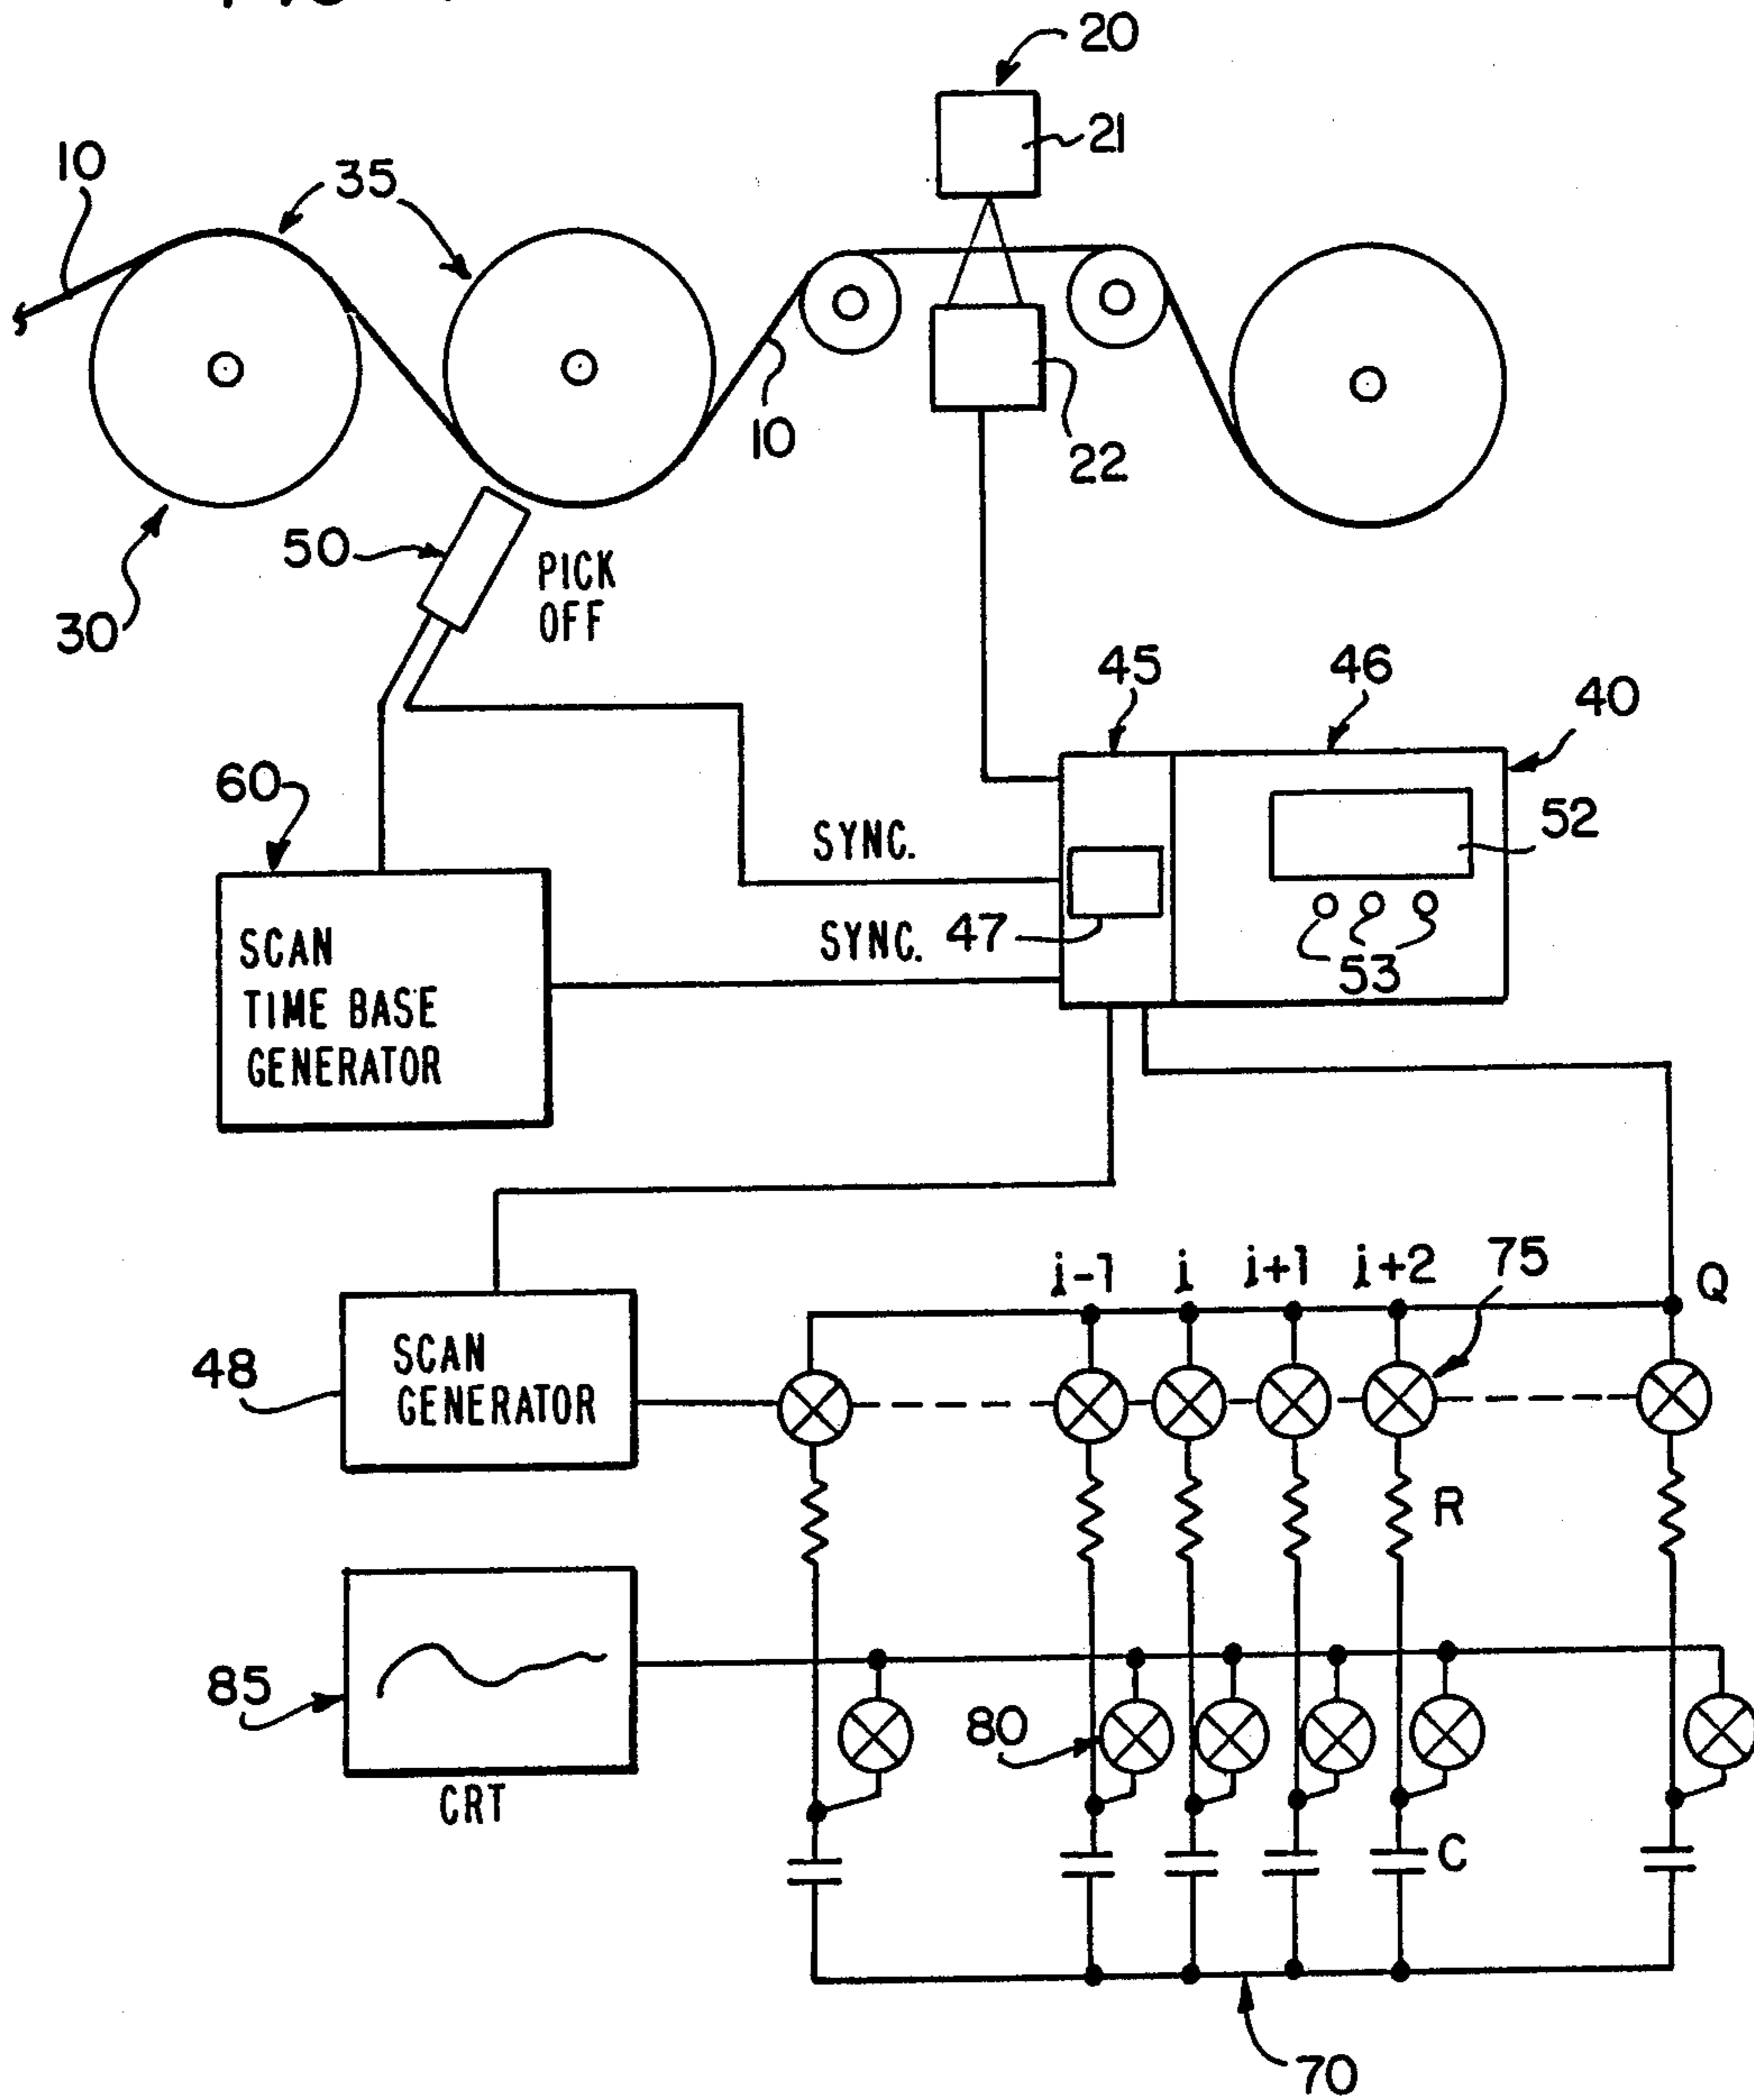 20
21
10
35
10
22
50
PICK
OFF
30
45
46
40
60
52
SYNC.
SYNC.
47
53
SCAN
TIME BASE
GENERATOR
i-1
i
i+1
i+2
75
Q
SCAN
GENERATOR
48
R
85
80
CRT
C
70